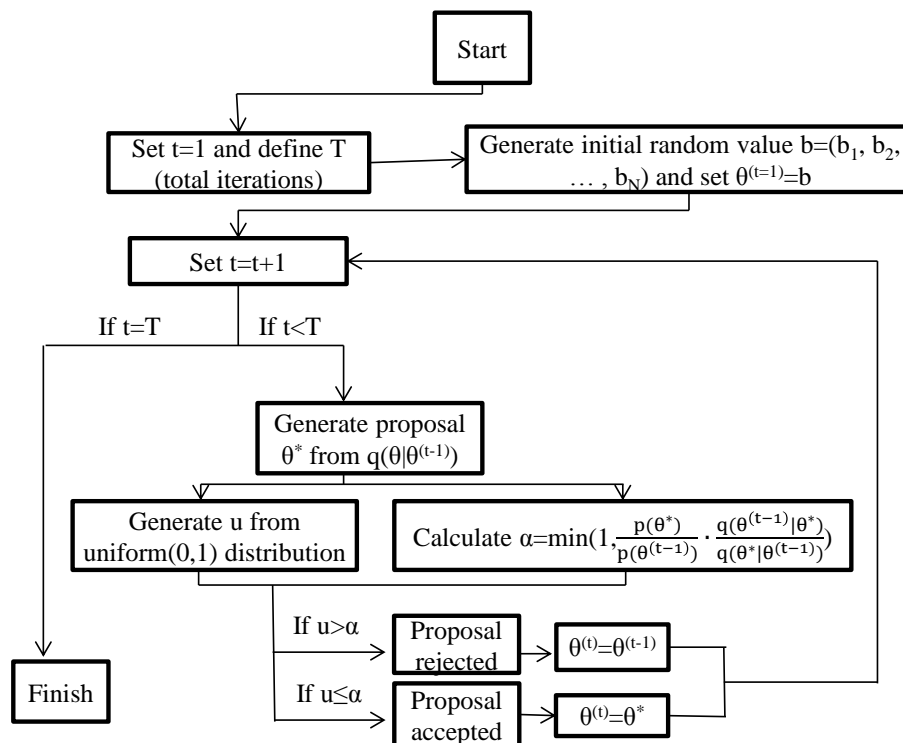 Start
Set t=1 and define T
(total iterations)
Generate initial random value b=(b₁, b₂,
… , b_N) and set θ⁽ᵗ⁼¹⁾=b
Set t=t+1
If t=T
If t<T
Generate proposal
θ* from q(θ|θ⁽ᵗ⁻¹⁾)
Generate u from
uniform(0,1) distribution
Calculate α=min(1,p(θ*)/p(θ⁽ᵗ⁻¹⁾) · q(θ⁽ᵗ⁻¹⁾|θ*)/q(θ*|θ⁽ᵗ⁻¹⁾))
If u>α
Proposal
rejected
θ⁽ᵗ⁾=θ⁽ᵗ⁻¹⁾
Finish
If u≤α
Proposal
accepted
θ⁽ᵗ⁾=θ*